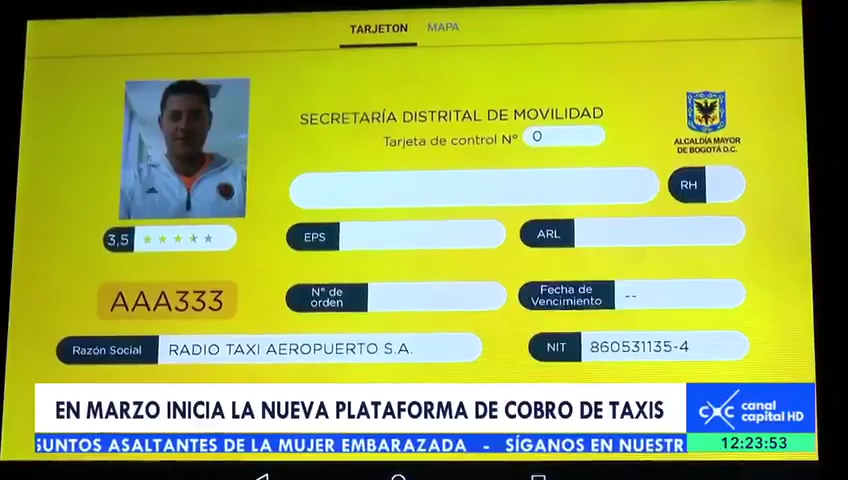 TARJETON MAPA
SECRETARÍA DISTRITAL DE MOVILIDAD
Tarjeta de control N° 0
ALCALDÍA MAYOR
DE BOGOTÁ D.C.
RH
3,5
EPS
ARL
AAA333
N° de
orden
Fecha de
Vencimiento --
Razón Social RADIO TAXI AEROPUERTO S.A.
NIT 860531135-4
EN MARZO INICIA LA NUEVA PLATAFORMA DE COBRO DE TAXIS
canal
capital HD
SUNTOS ASALTANTES DE LA MUJER EMBARAZADA - SÍGANOS EN NUESTR
12:23:53